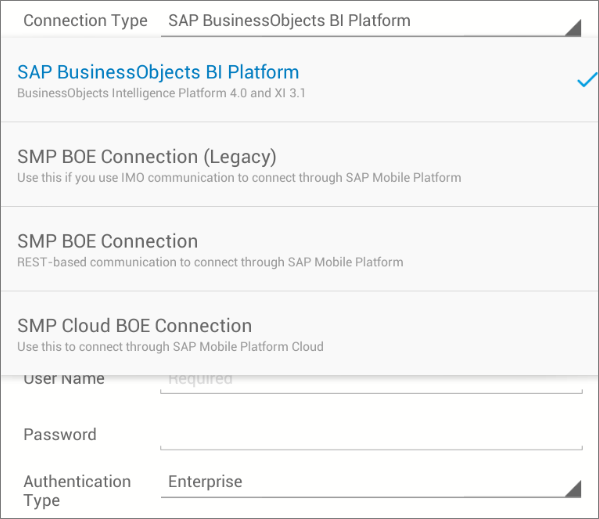 Connection Type SAP BusinessObjects BI Platform
SAP BusinessObjects BI Platform
BusinessObjects Intelligence Platform 4.0 and XI 3.1
SMP BOE Connection (Legacy)
Use this if you use IMO communication to connect through SAP Mobile Platform
SMP BOE Connection
REST-based communication to connect through SAP Mobile Platform
SMP Cloud BOE Connection
Use this to connect through SAP Mobile Platform Cloud
User Name Required
Password
Authentication Enterprise
Type